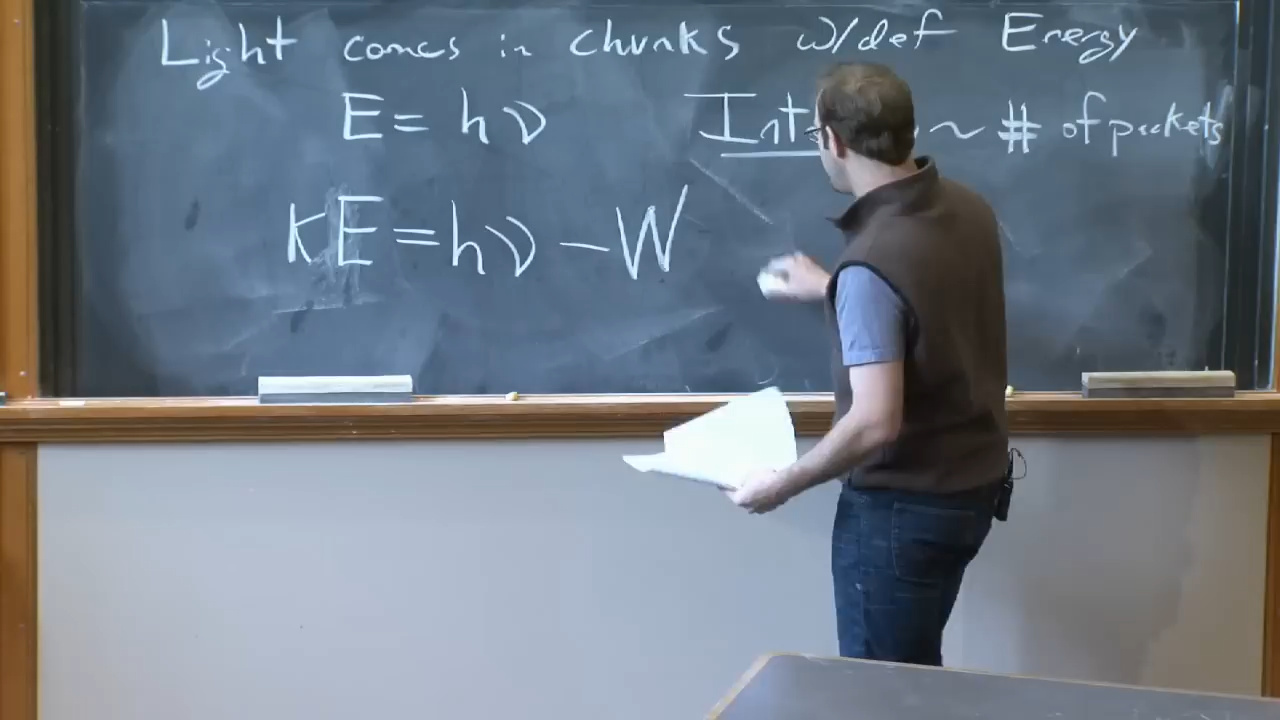 Light comes in chunks w/def Energy
E = hν
~ # of packets
KE = hν - W